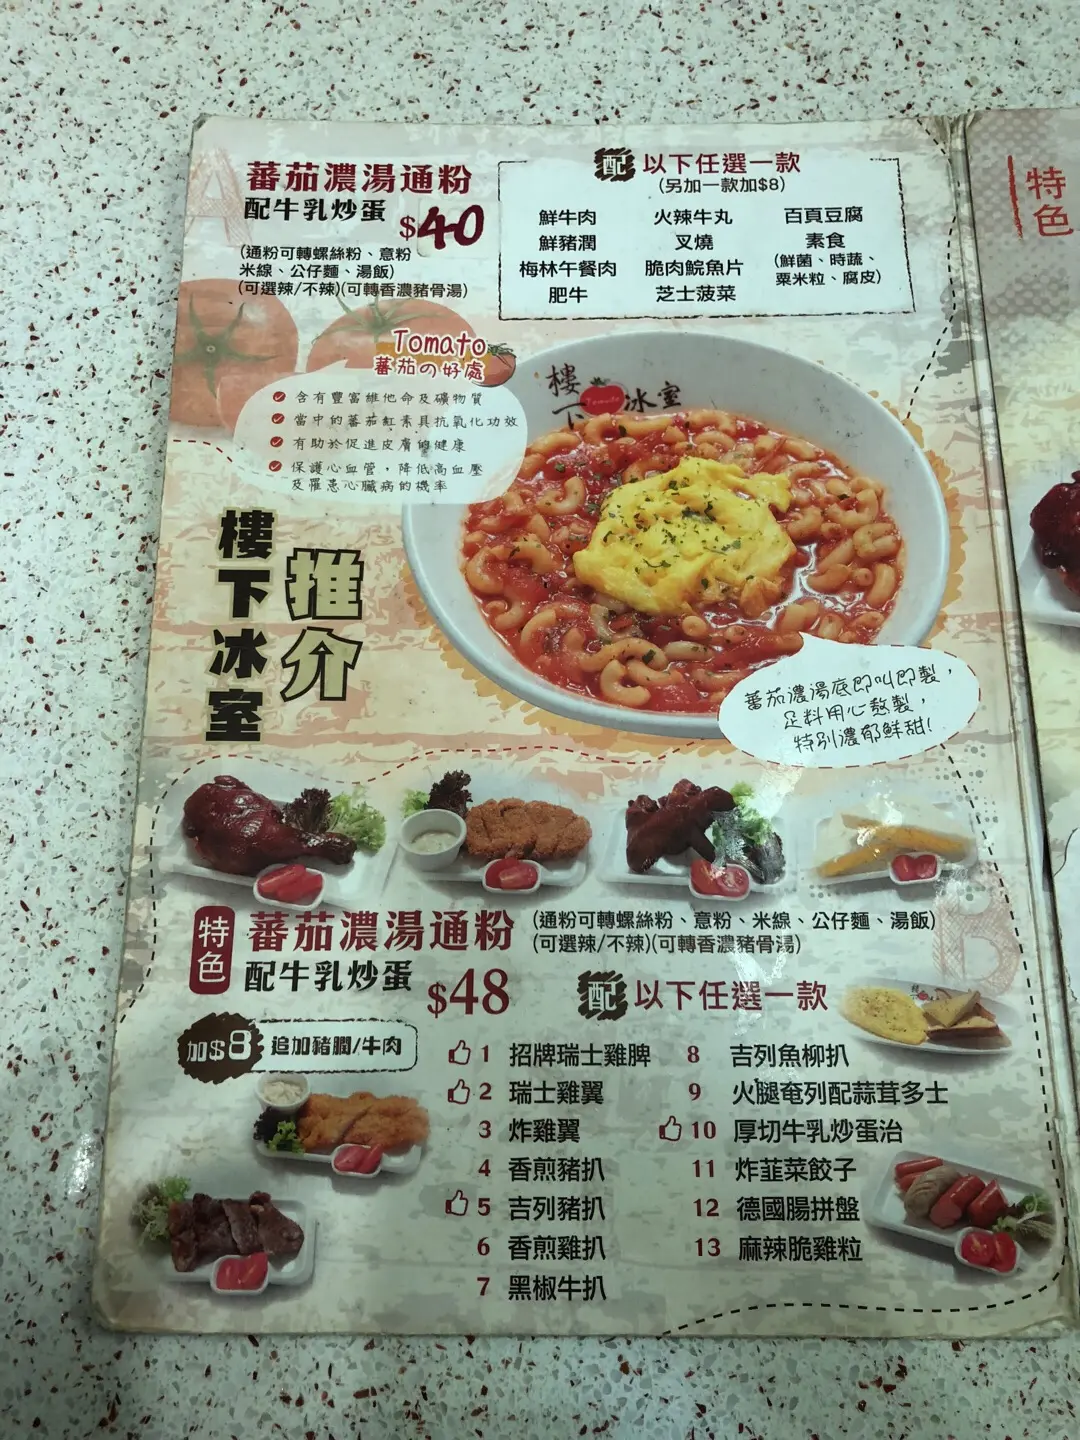 A
蕃茄濃湯通粉
配牛乳炒蛋 $40
(通粉可轉螺絲粉、意粉
米線、公仔麵、湯飯)
(可選辣/不辣)(可轉香濃豬骨湯)
配 以下任選一款
(另加一款加$8)
鮮牛肉 火辣牛丸 百頁豆腐
鮮豬潤 叉燒 素食
梅林午餐肉 脆肉鯇魚片 (鮮菌、時蔬、
粟米粒、腐皮)
肥牛 芝士菠菜
特色
Tomato
蕃茄の好處
含有豐富維他命及礦物質
當中的蕃茄紅素具抗氧化功效
有助於促進皮膚的健康
保護心血管，降低高血壓
及罹患心臟病的機率
樓下冰室
Tomato
樓下冰室
推介
蕃茄濃湯底即叫即製，
足料用心熬製，
特別濃郁鮮甜!
B
特色 蕃茄濃湯通粉
配牛乳炒蛋 $48
(通粉可轉螺絲粉、意粉、米線、公仔麵、湯飯)
(可選辣/不辣)(可轉香濃豬骨湯)
配 以下任選一款
加$8 追加豬膶/牛肉
1 招牌瑞士雞脾
2 瑞士雞翼
3 炸雞翼
4 香煎豬扒
5 吉列豬扒
6 香煎雞扒
7 黑椒牛扒
8 吉列魚柳扒
9 火腿奄列配蒜茸多士
10 厚切牛乳炒蛋治
11 炸韮菜餃子
12 德國腸拼盤
13 麻辣脆雞粒